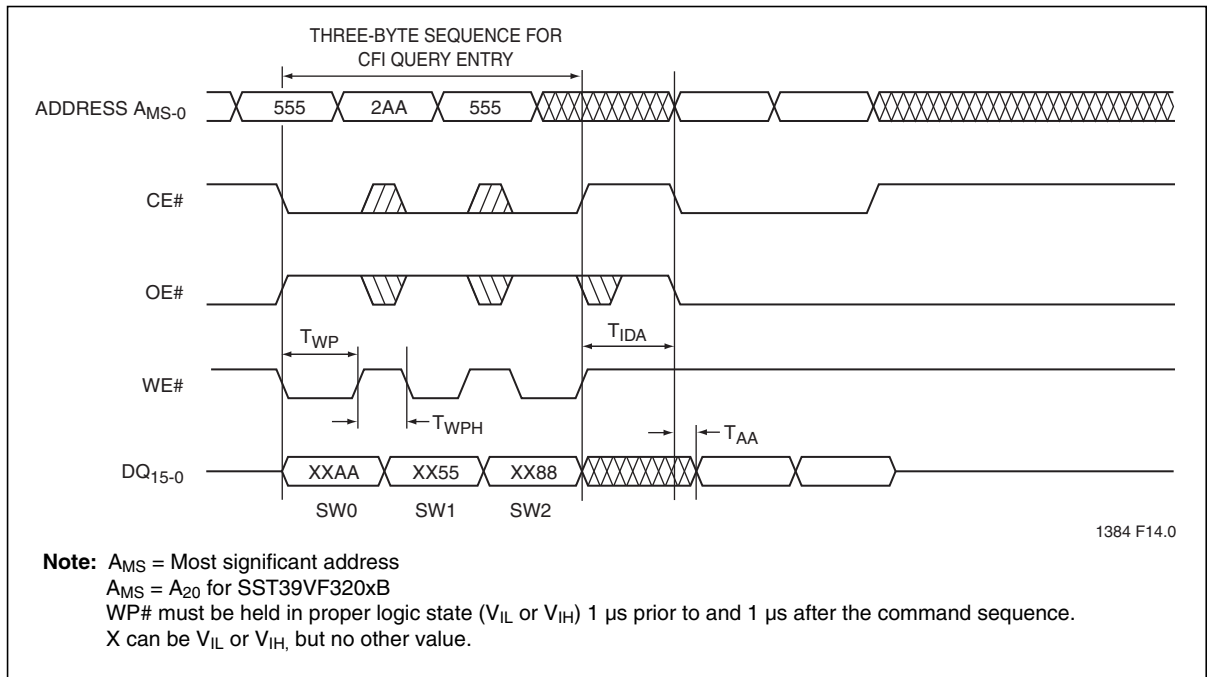 THREE-BYTE SEQUENCE FOR
CFI QUERY ENTRY
ADDRESS AMS-0
555 2AA 555
CE#
OE#
TWP TIDA
WE#
TWPH TAA
DQ15-0
XXAA XX55 XX88
SW0 SW1 SW2
1384 F14.0
Note: AMS = Most significant address
AMS = A20 for SST39VF320xB
WP# must be held in proper logic state (VIL or VIH) 1 µs prior to and 1 µs after the command sequence.
X can be VIL or VIH, but no other value.